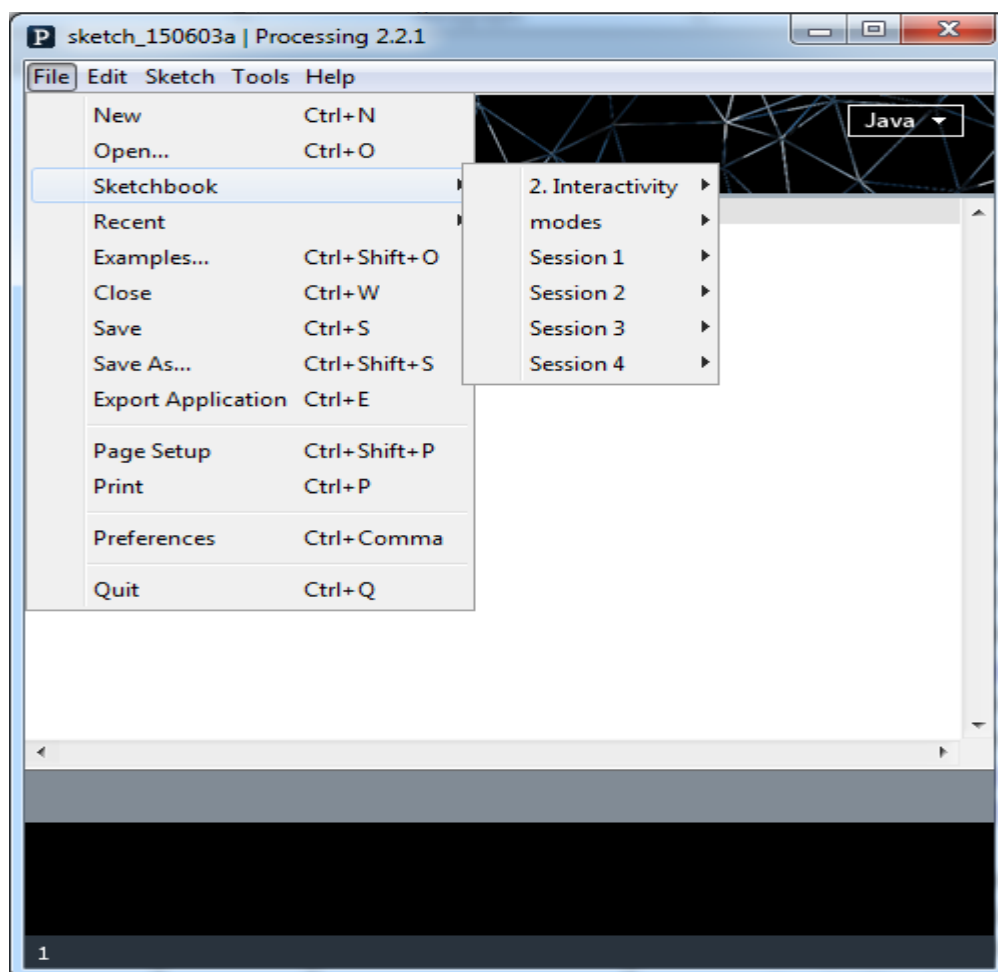 P sketch_150603a | Processing 2.2.1
File Edit Sketch Tools Help
Java
New Ctrl+N
Open... Ctrl+O
Sketchbook
Recent
Examples... Ctrl+Shift+O
Close Ctrl+W
Save Ctrl+S
Save As... Ctrl+Shift+S
Export Application Ctrl+E
Page Setup Ctrl+Shift+P
Print Ctrl+P
Preferences Ctrl+Comma
Quit Ctrl+Q
2. Interactivity
modes
Session 1
Session 2
Session 3
Session 4
1